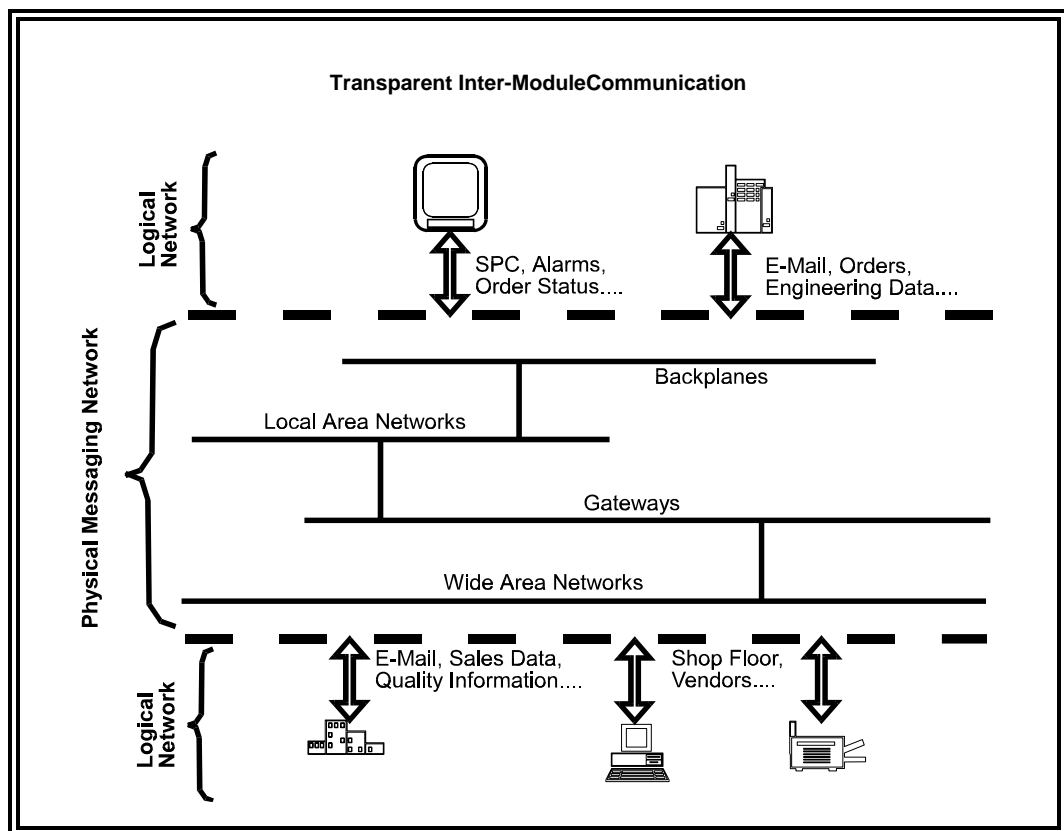 Transparent Inter-ModuleCommunication
Logical
Network
SPC, Alarms,
Order Status....
E-Mail, Orders,
Engineering Data....
Physical Messaging Network
Backplanes
Local Area Networks
Gateways
Wide Area Networks
Logical
Network
E-Mail, Sales Data,
Quality Information....
Shop Floor,
Vendors....